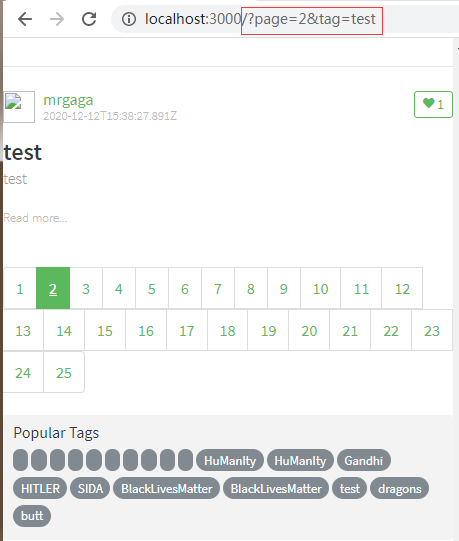 localhost:3000/?page=2&tag=test
mrgaga
1
2020-12-12T15:38:27.891Z
test
test
Read more...
1 2 3 4 5 6 7 8 9 10 11 12
13 14 15 16 17 18 19 20 21 22 23
24 25
Popular Tags
HuManIty HuManIty Gandhi
HITLER SIDA BlackLivesMatter BlackLivesMatter test dragons
butt